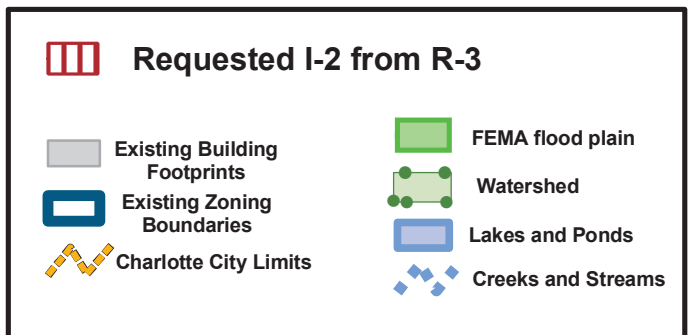 Requested I-2 from R-3
Existing Building
Footprints
Existing Zoning
Boundaries
Charlotte City Limits
FEMA flood plain
Watershed
Lakes and Ponds
Creeks and Streams